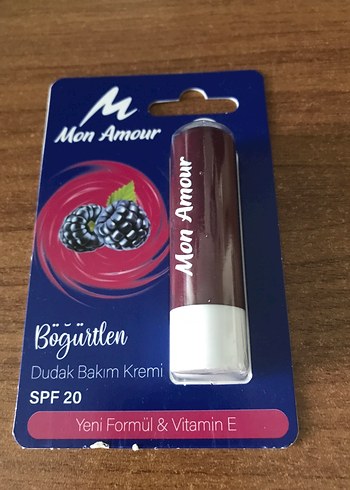 Mon Amour
Mon Amour
Böğürtlen
Dudak Bakım Kremi
SPF 20
Yeni Formül & Vitamin E